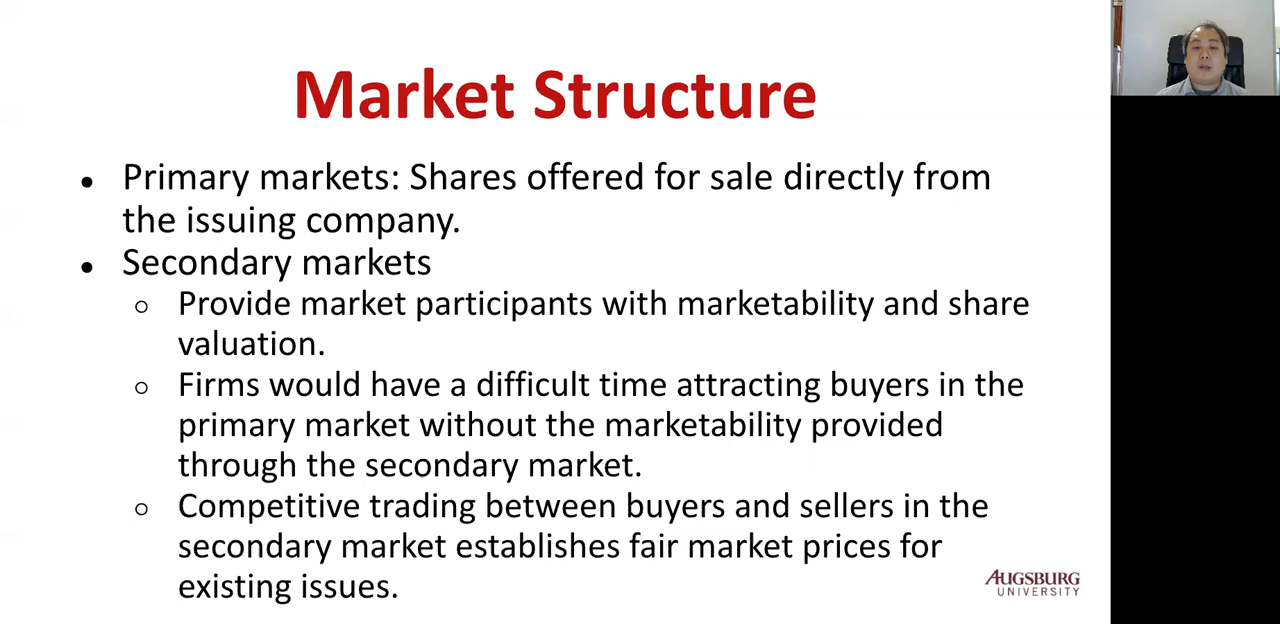 Market Structure
● Primary markets: Shares offered for sale directly from
the issuing company.
● Secondary markets
○ Provide market participants with marketability and share
valuation.
○ Firms would have a difficult time attracting buyers in the
primary market without the marketability provided
through the secondary market.
○ Competitive trading between buyers and sellers in the
secondary market establishes fair market prices for
existing issues.
AUGSBURG
UNIVERSITY